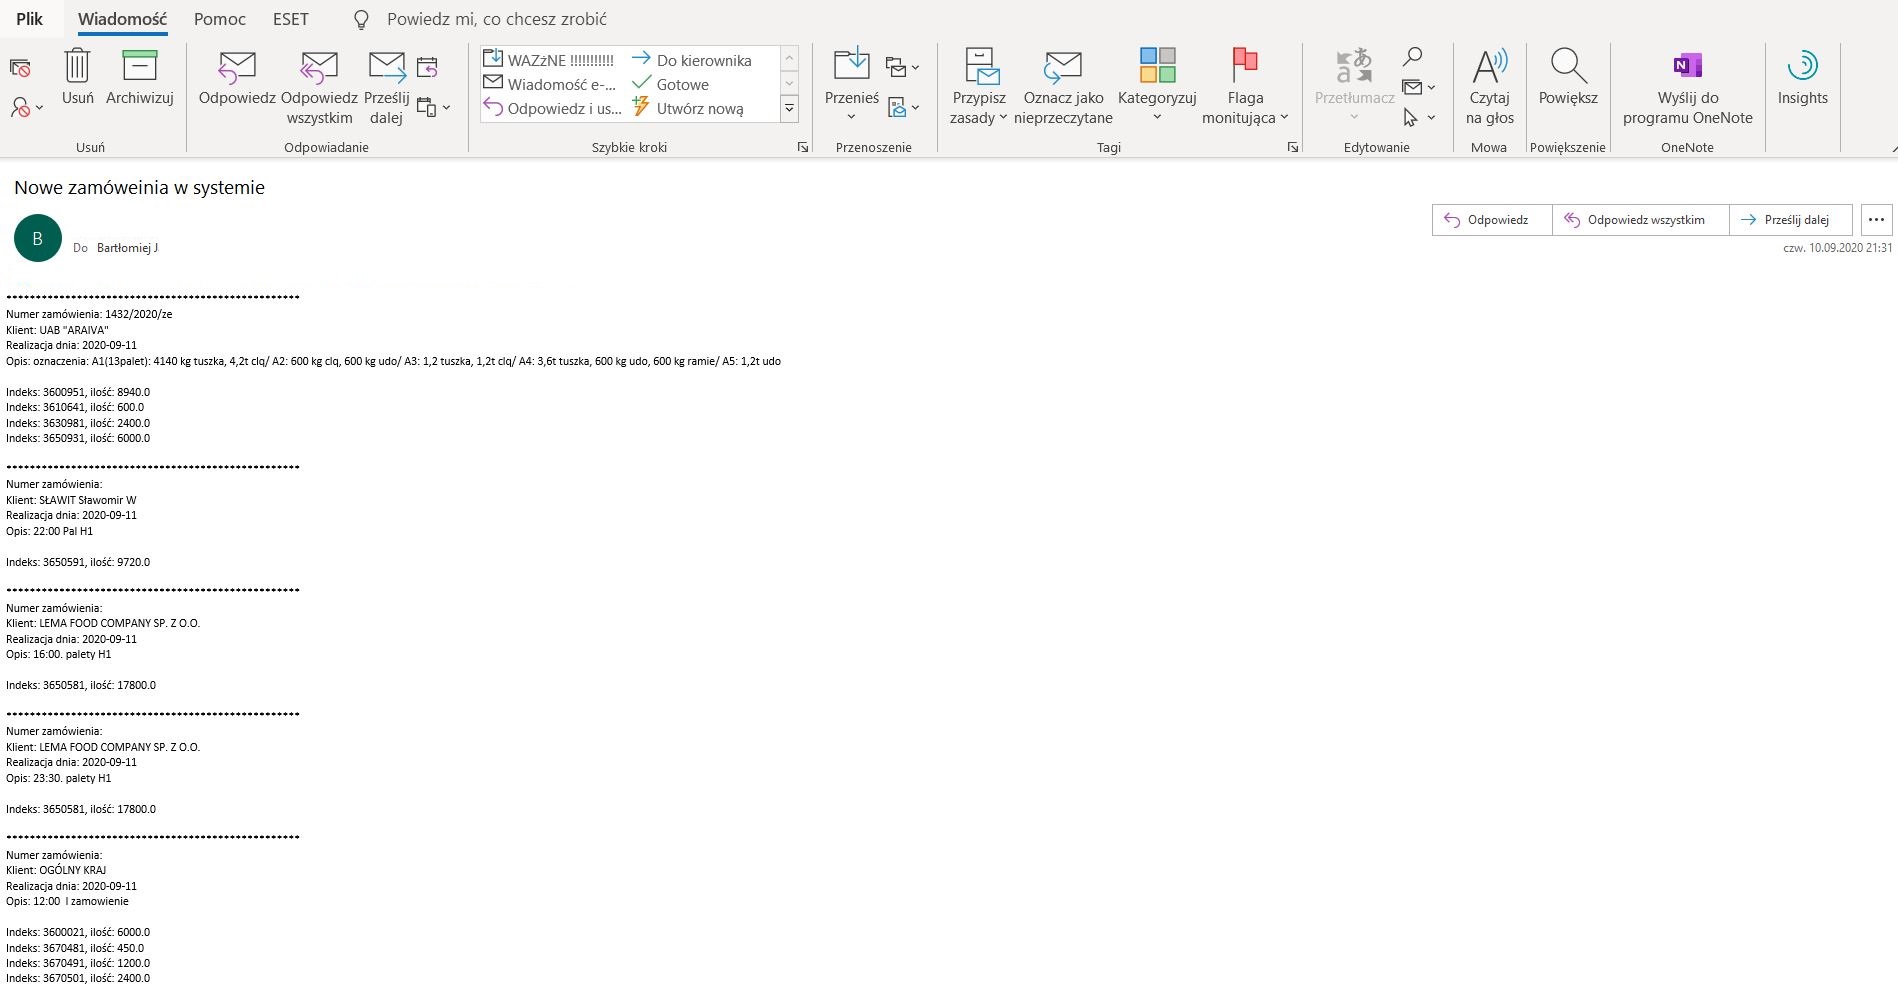 Plik Wiadomość Pomoc ESET Powiedz mi, co chcesz zrobić
Usuń Archiwizuj
Usuń
Odpowiedz Odpowiedz wszystkim Prześlij dalej
Odpowiadanie
WAZżNE !!!!!!!!!!! Do kierownika
Wiadomość e-... Gotowe
Odpowiedz i us... Utwórz nową
Szybkie kroki
Przenieś
Przenoszenie
Przypisz zasady Oznacz jako nieprzeczytane Kategoryzuj Flaga monitująca
Tagi
Przetłumacz
Edytowanie
Czytaj na głos
Mowa
Powiększ
Powiększenie
Wyślij do programu OneNote
OneNote
Insights
Nowe zamóweinia w systemie
B
Do Bartłomiej J
Odpowiedz Odpowiedz wszystkim Prześlij dalej
czw. 10.09.2020 21:31
**************************************************
Numer zamówienia: 1432/2020/ze
Klient: UAB "ARAIVA"
Realizacja dnia: 2020-09-11
Opis: oznaczenia: A1(13palet): 4140 kg tuszka, 4,2t clq/ A2: 600 kg clq, 600 kg udo/ A3: 1,2 tuszka, 1,2t clq/ A4: 3,6t tuszka, 600 kg udo, 600 kg ramie/ A5: 1,2t udo
Indeks: 3600951, ilość: 8940.0
Indeks: 3610641, ilość: 600.0
Indeks: 3630981, ilość: 2400.0
Indeks: 3650931, ilość: 6000.0
**************************************************
Numer zamówienia:
Klient: SŁAWIT Sławomir W
Realizacja dnia: 2020-09-11
Opis: 22:00 Pal H1
Indeks: 3650591, ilość: 9720.0
**************************************************
Numer zamówienia:
Klient: LEMA FOOD COMPANY SP. Z O.O.
Realizacja dnia: 2020-09-11
Opis: 16:00. palety H1
Indeks: 3650581, ilość: 17800.0
**************************************************
Numer zamówienia:
Klient: LEMA FOOD COMPANY SP. Z O.O.
Realizacja dnia: 2020-09-11
Opis: 23:30. palety H1
Indeks: 3650581, ilość: 17800.0
**************************************************
Numer zamówienia:
Klient: OGÓLNY KRAJ
Realizacja dnia: 2020-09-11
Opis: 12:00 I zamowienie
Indeks: 3600021, ilość: 6000.0
Indeks: 3670481, ilość: 450.0
Indeks: 3670491, ilość: 1200.0
Indeks: 3670501, ilość: 2400.0